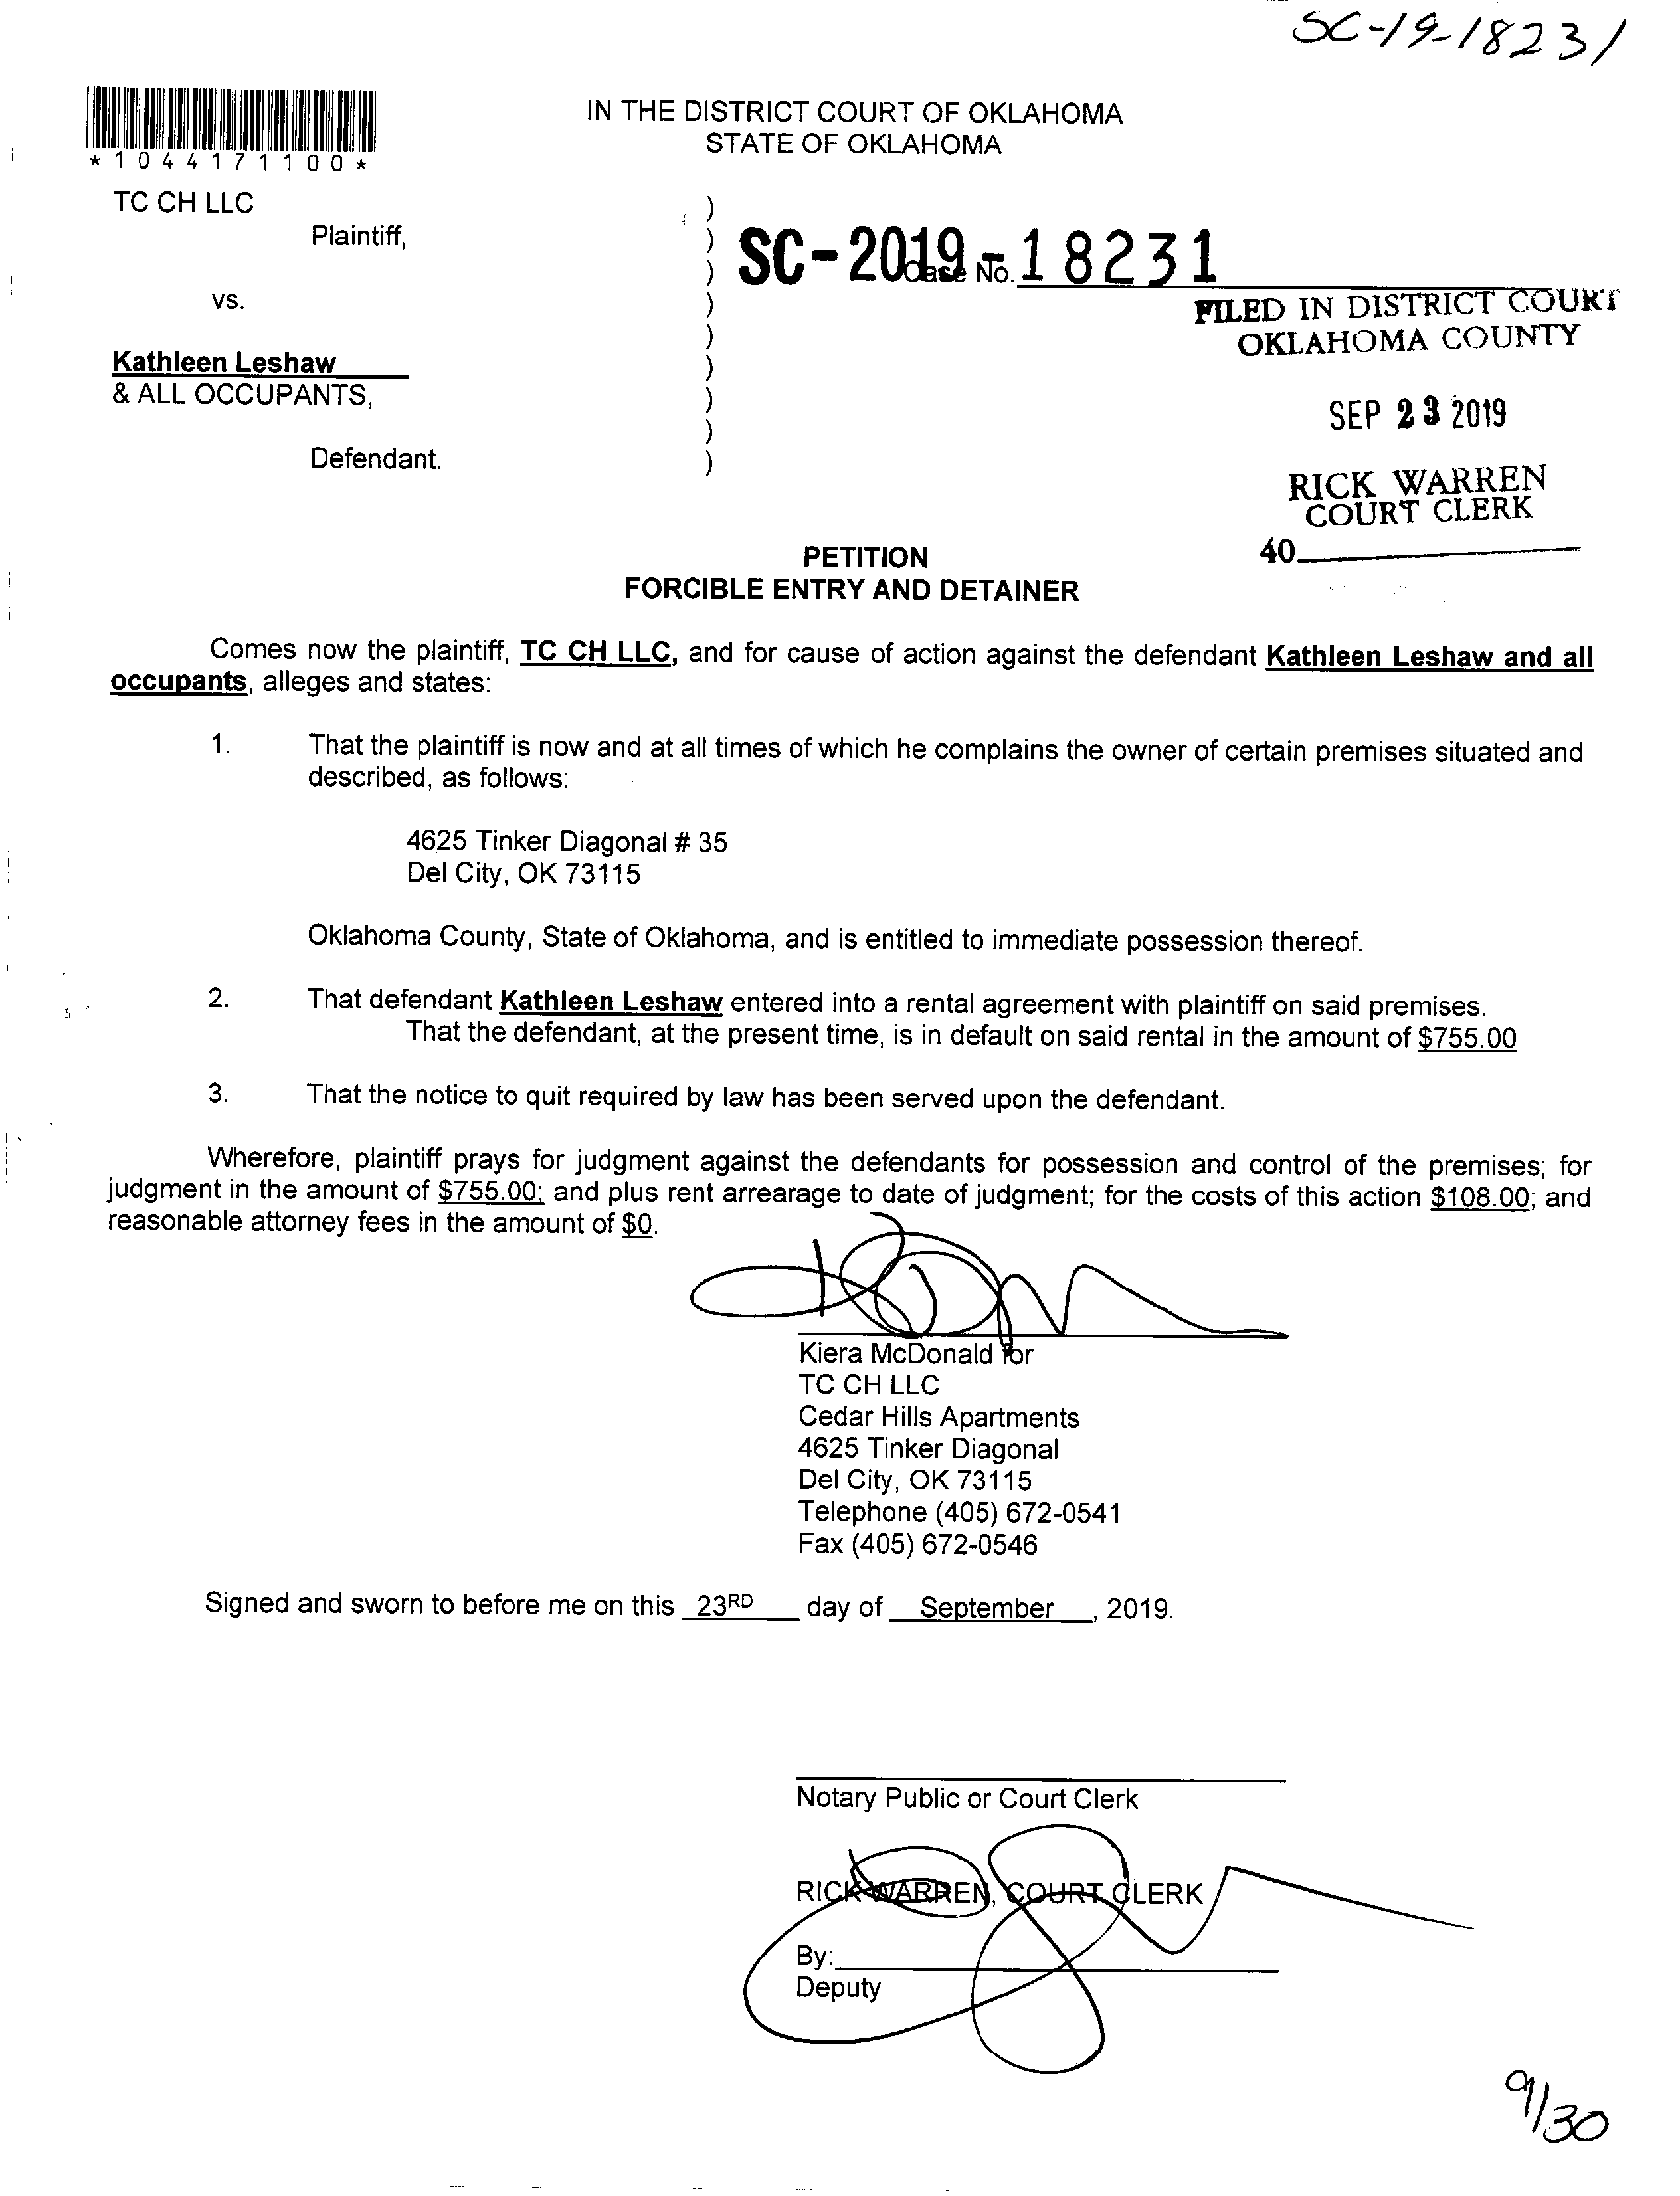 SC-19-18231
IN THE DISTRICT COURT OF OKLAHOMA
STATE OF OKLAHOMA
*1044171100*
TC CH LLC
Plaintiff,
SC-2019-18231
Case No.
vs.
FILED IN DISTRICT COURT
OKLAHOMA COUNTY
Kathleen Leshaw
& ALL OCCUPANTS,
SEP 23 2019
Defendant.
RICK WARREN
COURT CLERK
40
PETITION
FORCIBLE ENTRY AND DETAINER
Comes now the plaintiff, TC CH LLC, and for cause of action against the defendant Kathleen Leshaw and all
occupants, alleges and states:
1. That the plaintiff is now and at all times of which he complains the owner of certain premises situated and
described, as follows:
4625 Tinker Diagonal # 35
Del City, OK 73115
Oklahoma County, State of Oklahoma, and is entitled to immediate possession thereof.
2. That defendant Kathleen Leshaw entered into a rental agreement with plaintiff on said premises.
That the defendant, at the present time, is in default on said rental in the amount of $755.00
3. That the notice to quit required by law has been served upon the defendant.
Wherefore, plaintiff prays for judgment against the defendants for possession and control of the premises; for
judgment in the amount of $755.00; and plus rent arrearage to date of judgment; for the costs of this action $108.00; and
reasonable attorney fees in the amount of $0.
Kiera McDonald for
TC CH LLC
Cedar Hills Apartments
4625 Tinker Diagonal
Del City, OK 73115
Telephone (405) 672-0541
Fax (405) 672-0546
Signed and sworn to before me on this 23RD day of September, 2019.
Notary Public or Court Clerk
RICK WARREN, COURT CLERK
By:
Deputy
9/30